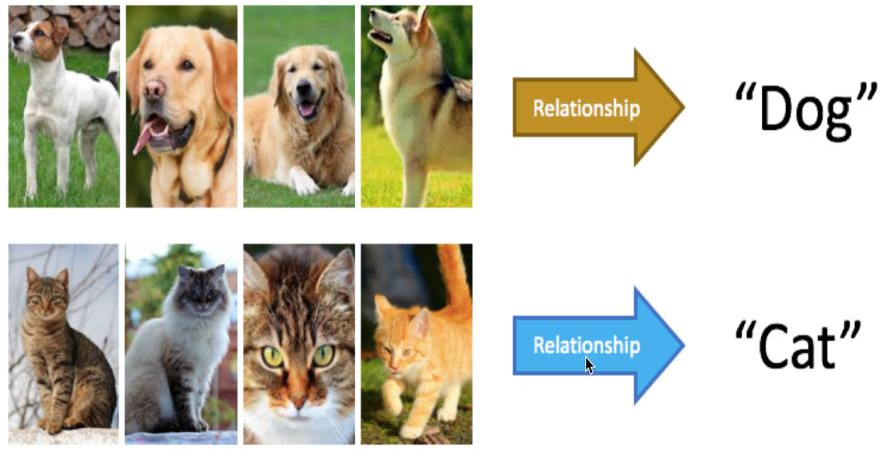 Relationship
“Dog”
Relationship
“Cat”